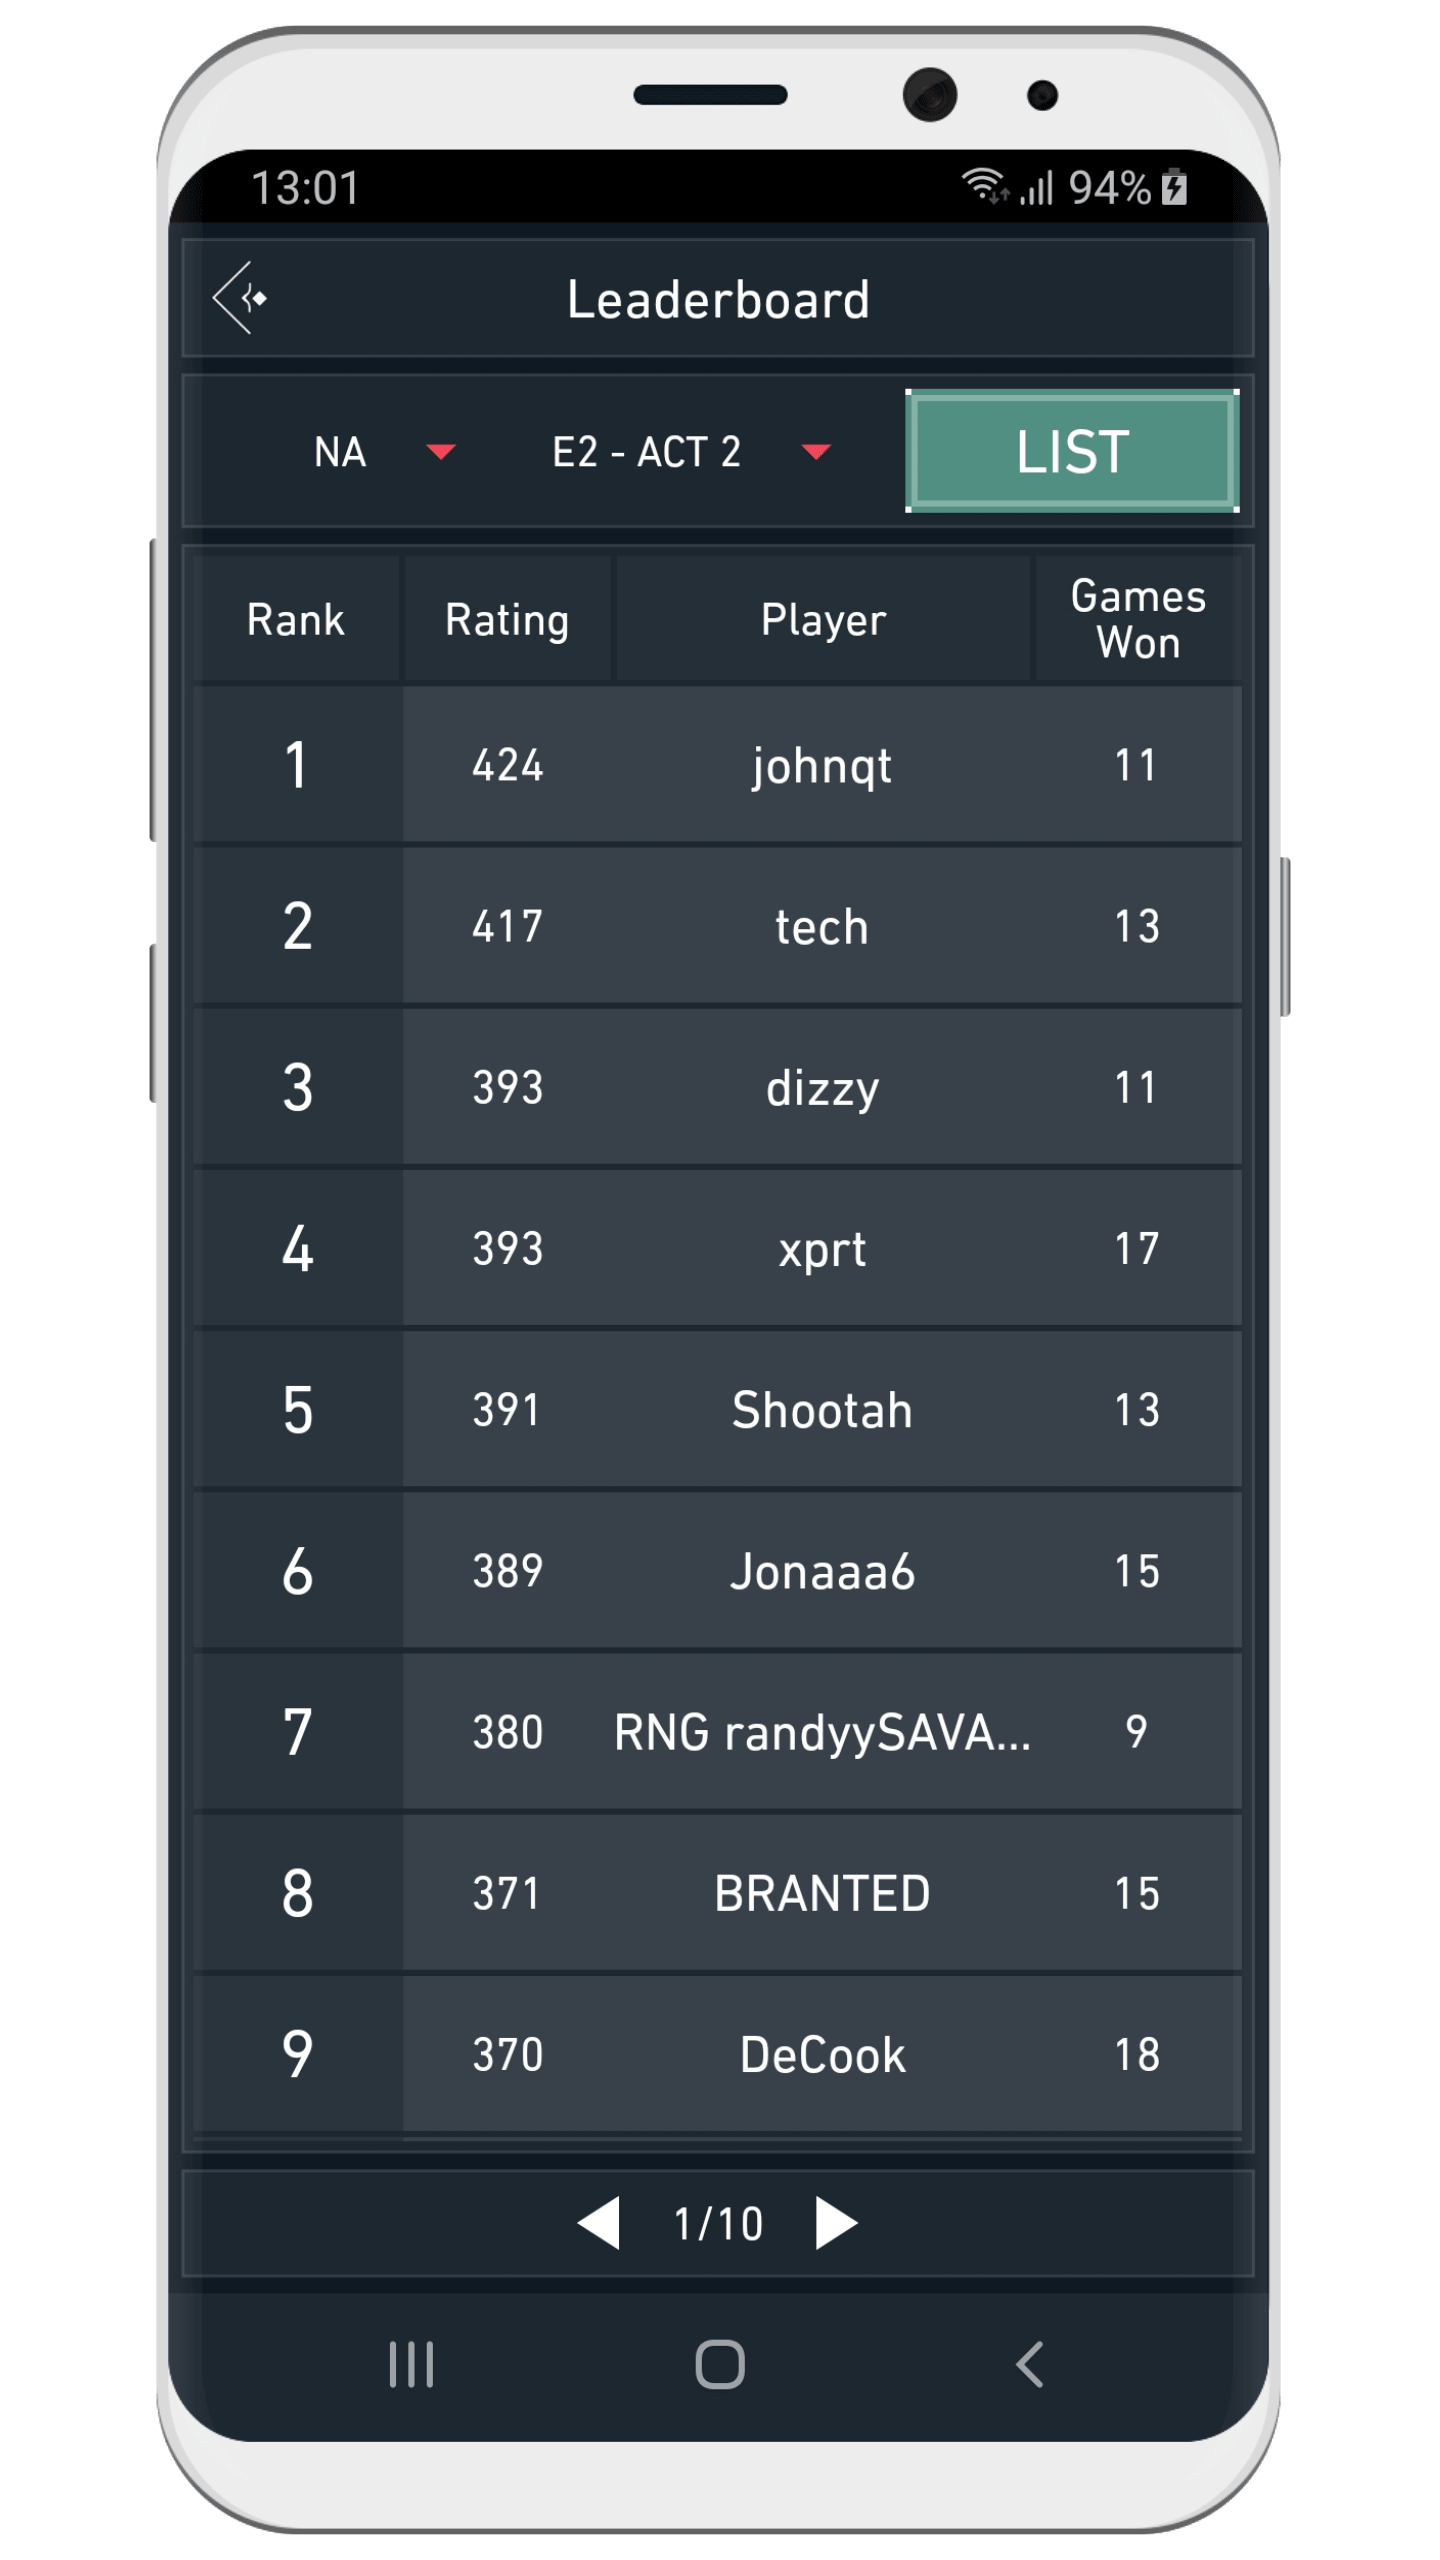 13:01 94%
Leaderboard
NA E2 - ACT 2 LIST
Rank Rating Player Games Won
1 424 johnqt 11
2 417 tech 13
3 393 dizzy 11
4 393 xprt 17
5 391 Shootah 13
6 389 Jonaaa6 15
7 380 RNG randyySAVA... 9
8 371 BRANTED 15
9 370 DeCook 18
1/10